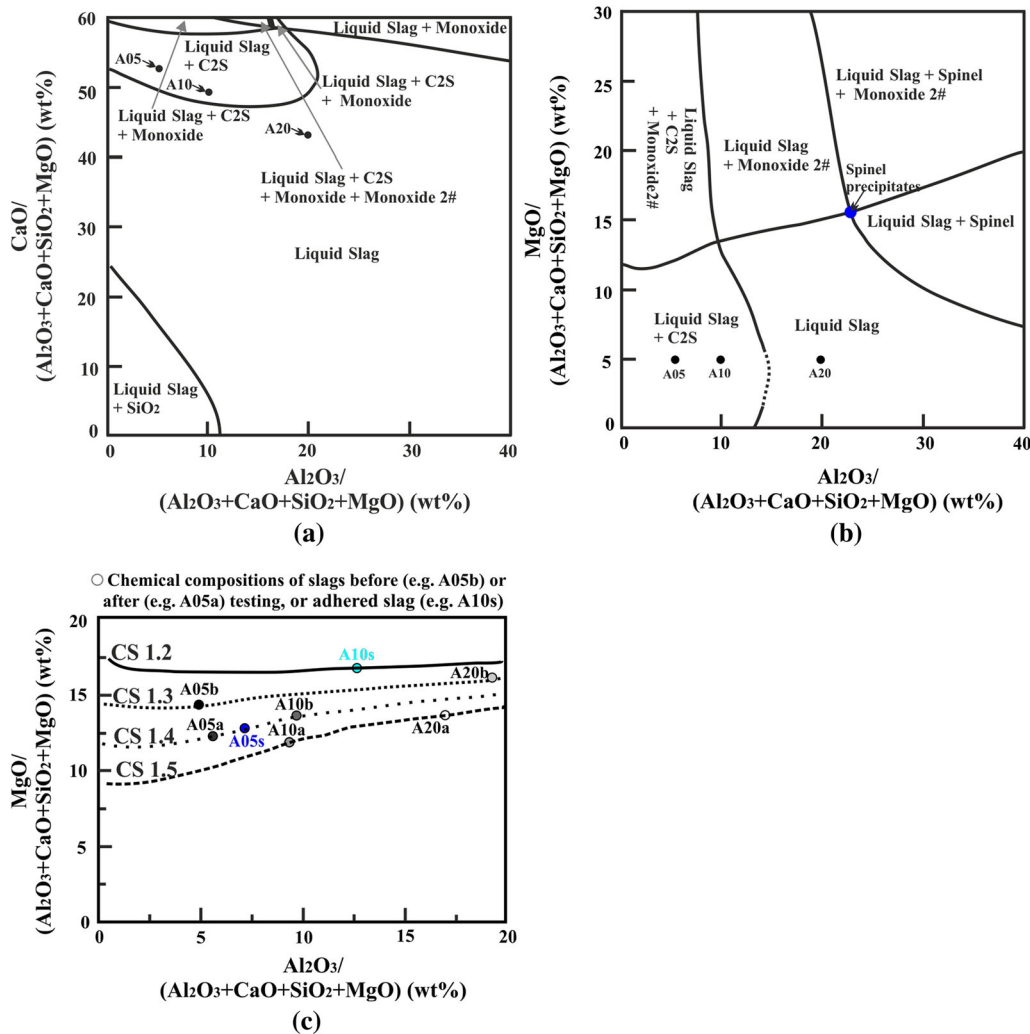 60
50
40
30
20
10
0
CaO/
(Al₂O₃+CaO+SiO₂+MgO) (wt%)
Liquid Slag + Monoxide
Liquid Slag
+ C2S
A05
A10
Liquid Slag + C2S
+ Monoxide
Liquid Slag + C2S
+ Monoxide
A20
Liquid Slag + C2S
+ Monoxide + Monoxide 2#
Liquid Slag
Liquid Slag
+ SiO₂
0 10 20 30 40
Al₂O₃/
(Al₂O₃+CaO+SiO₂+MgO) (wt%)
(a)
30
25
20
15
10
5
0
MgO/
(Al₂O₃+CaO+SiO₂+MgO) (wt%)
Liquid Slag
+ C2S
+ Monoxide2#
Liquid Slag
+ Monoxide 2#
Liquid Slag + Spinel
+ Monoxide 2#
Spinel
precipitates
Liquid Slag + Spinel
Liquid Slag
+ C2S
Liquid Slag
A05
A10
A20
0 10 20 30 40
Al₂O₃/
(Al₂O₃+CaO+SiO₂+MgO) (wt%)
(b)
Chemical compositions of slags before (e.g. A05b) or
after (e.g. A05a) testing, or adhered slag (e.g. A10s)
20
15
10
5
0
MgO/
(Al₂O₃+CaO+SiO₂+MgO) (wt%)
CS 1.2
A10s
A20b
CS 1.3
A05b
A10b
CS 1.4
A05a
A05s
A10a
A20a
CS 1.5
0 5 10 15 20
Al₂O₃/
(Al₂O₃+CaO+SiO₂+MgO) (wt%)
(c)